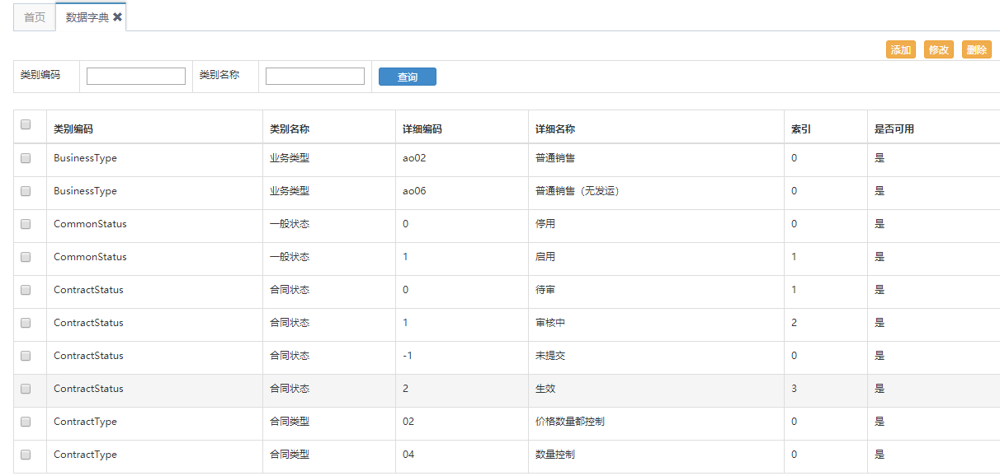 首页 数据字典
添加 修改 删除
类别编码 类别名称 查询
类别编码 类别名称 详细编码 详细名称 索引 是否可用
BusinessType 业务类型 ao02 普通销售 0 是
BusinessType 业务类型 ao06 普通销售（无发运） 0 是
CommonStatus 一般状态 0 停用 0 是
CommonStatus 一般状态 1 启用 1 是
ContractStatus 合同状态 0 待审 1 是
ContractStatus 合同状态 1 审核中 2 是
ContractStatus 合同状态 -1 未提交 0 是
ContractStatus 合同状态 2 生效 3 是
ContractType 合同类型 02 价格数量都控制 0 是
ContractType 合同类型 04 数量控制 0 是